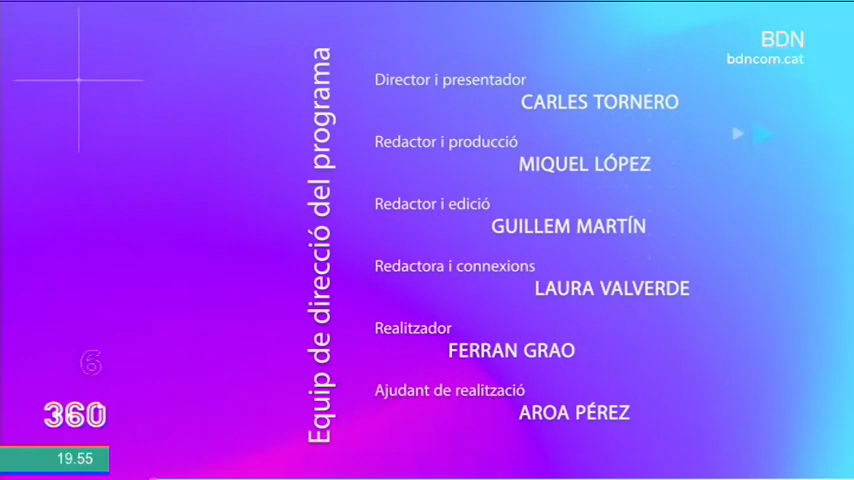 BDN
bdncom.cat
Equip de direcció del programa
Director i presentador
CARLES TORNERO
Redactor i producció
MIQUEL LÓPEZ
Redactor i edició
GUILLEM MARTÍN
Redactora i connexions
LAURA VALVERDE
Realitzador
FERRAN GRAO
Ajudant de realització
AROA PÉREZ
6
360
19.55